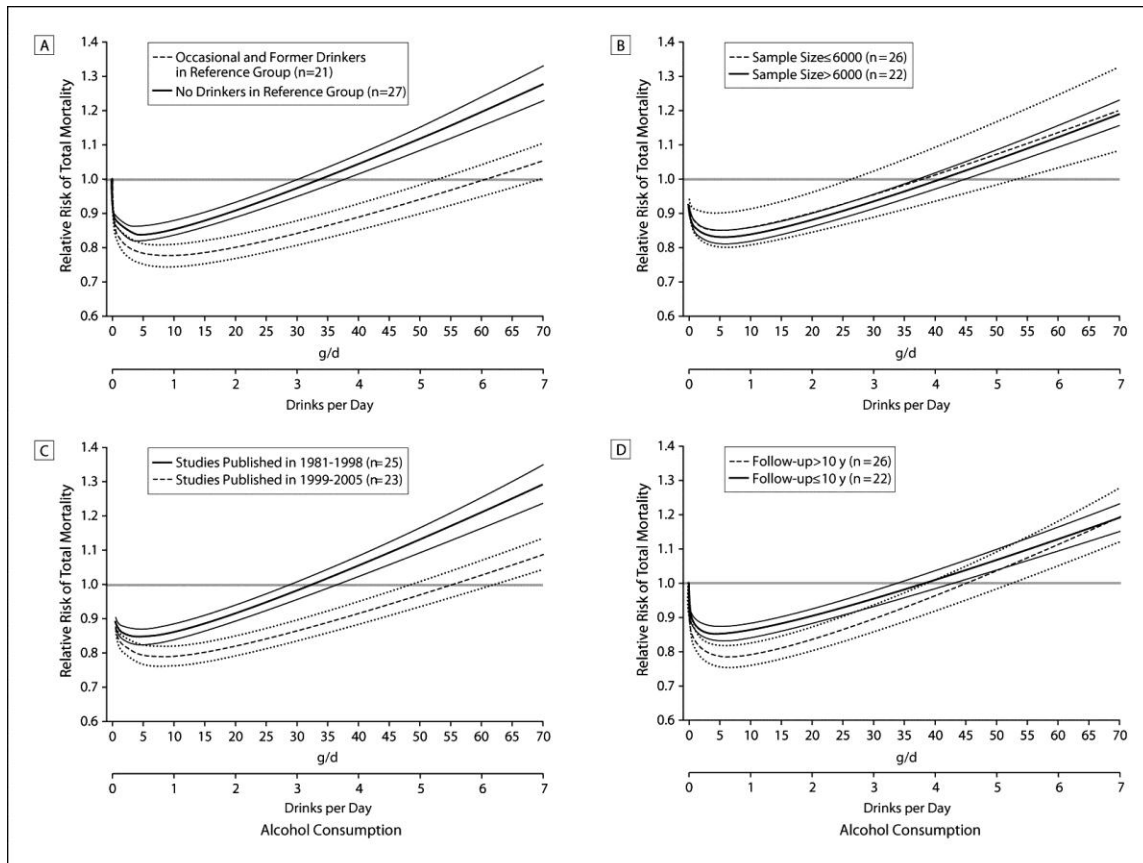 A
Occasional and Former Drinkers
in Reference Group (n=21)
No Drinkers in Reference Group (n=27)
Relative Risk of Total Mortality
1.4
1.3
1.2
1.1
1.0
0.9
0.8
0.7
0.6
0 5 10 15 20 25 30 35 40 45 50 55 60 65 70
g/d
0 1 2 3 4 5 6 7
Drinks per Day
B
Sample Size≤6000 (n=26)
Sample Size>6000 (n=22)
Relative Risk of Total Mortality
1.4
1.3
1.2
1.1
1.0
0.9
0.8
0.7
0.6
0 5 10 15 20 25 30 35 40 45 50 55 60 65 70
g/d
0 1 2 3 4 5 6 7
Drinks per Day
C
Studies Published in 1981-1998 (n=25)
Studies Published in 1999-2005 (n=23)
Relative Risk of Total Mortality
1.4
1.3
1.2
1.1
1.0
0.9
0.8
0.7
0.6
0 5 10 15 20 25 30 35 40 45 50 55 60 65 70
g/d
0 1 2 3 4 5 6 7
Drinks per Day
Alcohol Consumption
D
Follow-up>10 y (n=26)
Follow-up≤10 y (n=22)
Relative Risk of Total Mortality
1.4
1.3
1.2
1.1
1.0
0.9
0.8
0.7
0.6
0 5 10 15 20 25 30 35 40 45 50 55 60 65 70
g/d
0 1 2 3 4 5 6 7
Drinks per Day
Alcohol Consumption